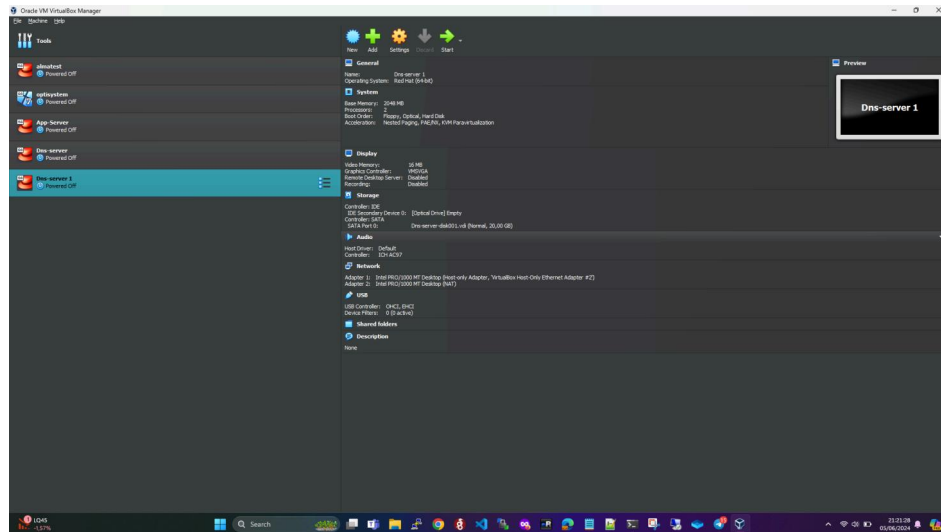 Oracle VM VirtualBox Manager
File Machine Help
Tools
almatest
Powered Off
optisystem
Powered Off
App-Server
Powered Off
Dns-server
Powered Off
Dns-server 1
Powered Off
New Add Settings Discard Start
General
Name: Dns-server 1
Operating System: Red Hat (64-bit)
System
Base Memory: 2048 MB
Processors: 2
Boot Order: Floppy, Optical, Hard Disk
Acceleration: Nested Paging, PAE/NX, KVM Paravirtualization
Preview
Dns-server 1
Display
Video Memory: 16 MB
Graphics Controller: VMSVGA
Remote Desktop Server: Disabled
Recording: Disabled
Storage
Controller: IDE
IDE Secondary Device 0: [Optical Drive] Empty
Controller: SATA
SATA Port 0: Dns-server-disk001.vdi (Normal, 20,00 GB)
Audio
Host Driver: Default
Controller: ICH AC97
Network
Adapter 1: Intel PRO/1000 MT Desktop (Host-only Adapter, 'VirtualBox Host-Only Ethernet Adapter #2')
Adapter 2: Intel PRO/1000 MT Desktop (NAT)
USB
USB Controller: OHCI, EHCI
Device Filters: 0 (0 active)
Shared folders
Description
None
LQ45
-1,57%
Search
21:21:28
05/06/2024